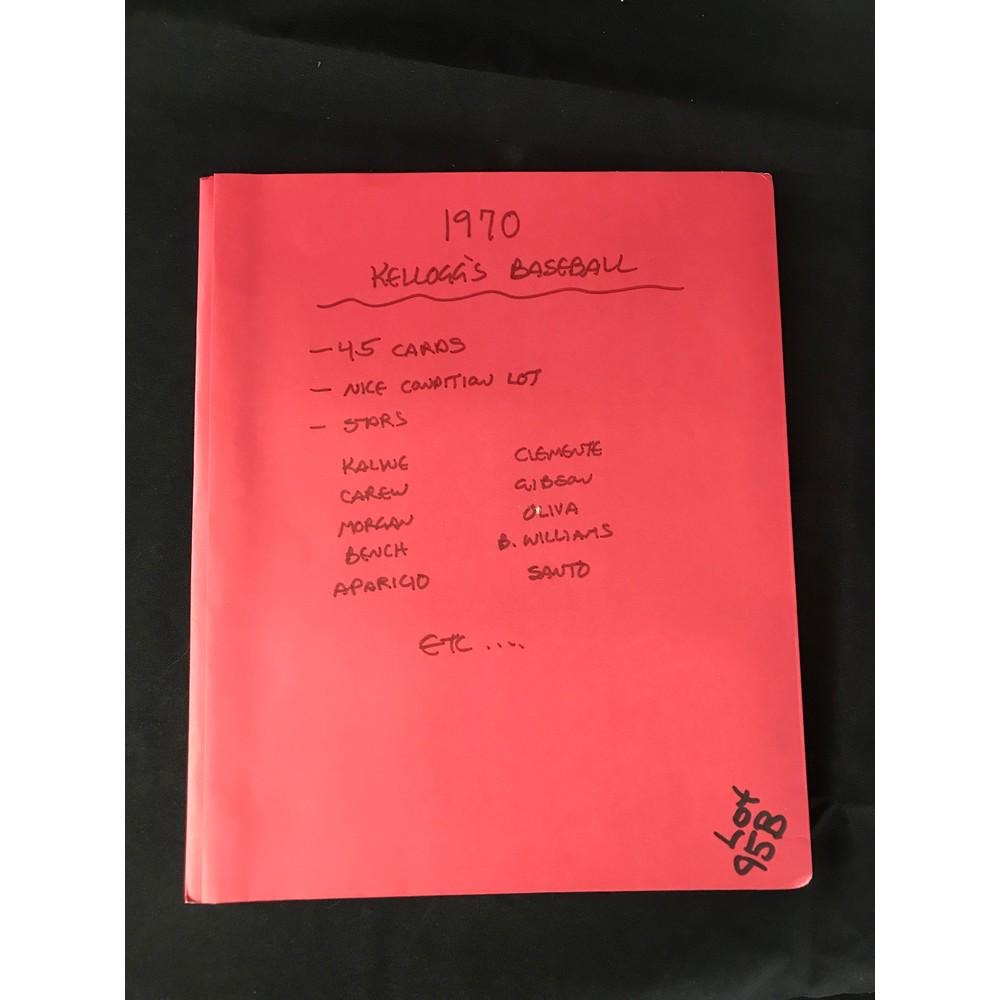 1970
KELLOGG'S BASEBALL
- 45 CARDS
- NICE CONDITION LOT
- STARS
KALINE CLEMENTE
CAREW GIBSON
MORGAN OLIVA
BENCH B. WILLIAMS
APARICIO SANTO
ETC ....
LOT
95B